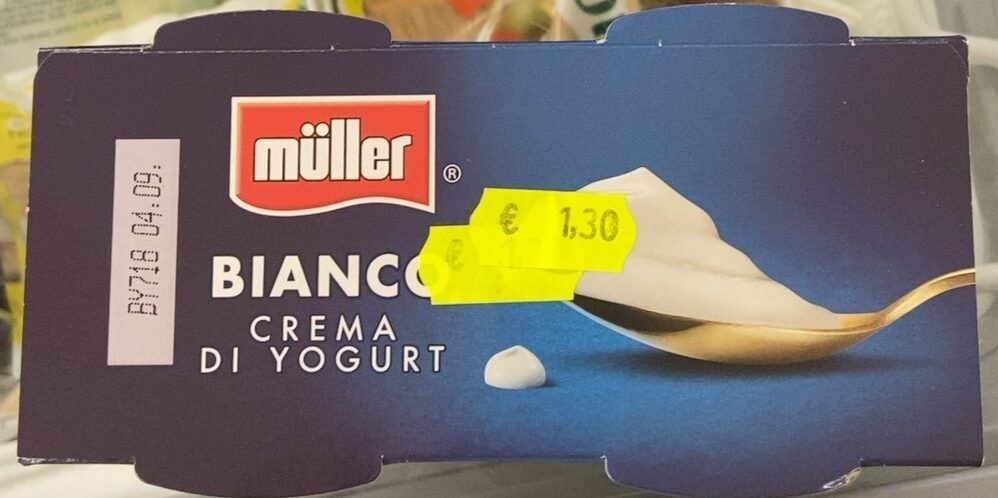 müller
®
BY718 04.09.
€ 1,30
€
BIANCO
CREMA
DI YOGURT